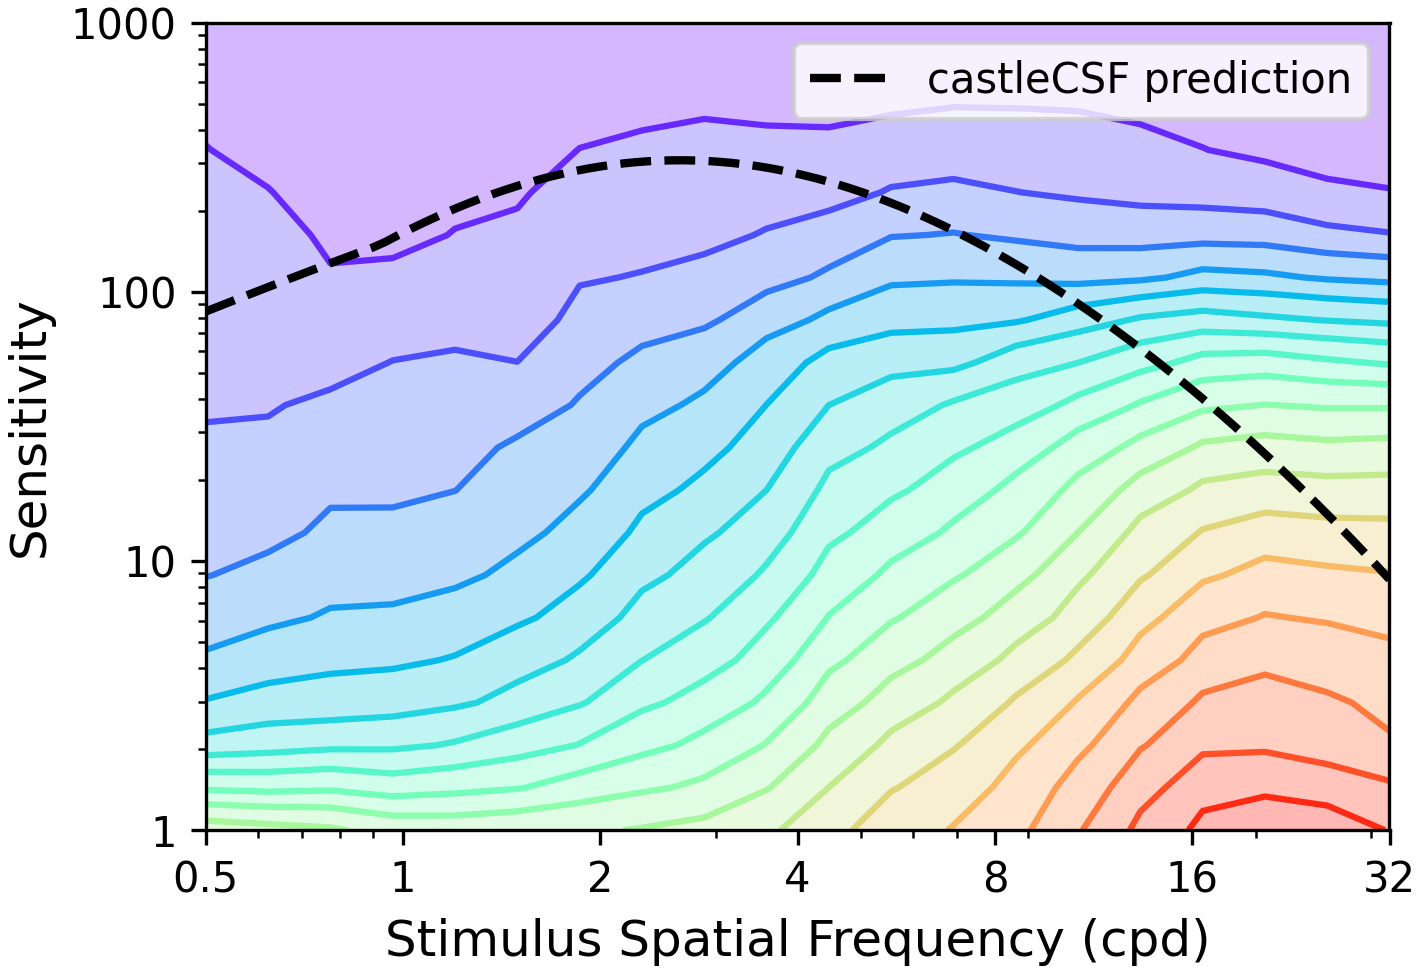 1000
castleCSF prediction
100
Sensitivity
10
1
0.5 1 2 4 8 16 32
Stimulus Spatial Frequency (cpd)